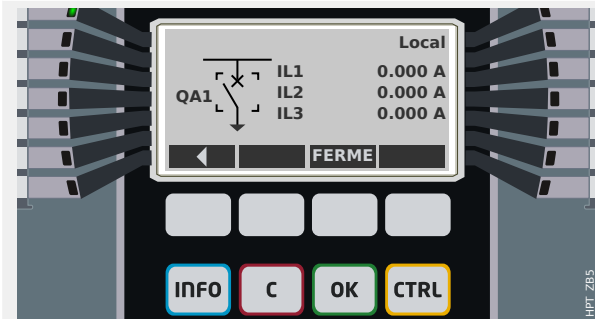 Local
IL1 0.000 A
QA1 IL2 0.000 A
IL3 0.000 A
FERME
INFO C OK CTRL
HPT_ZB5